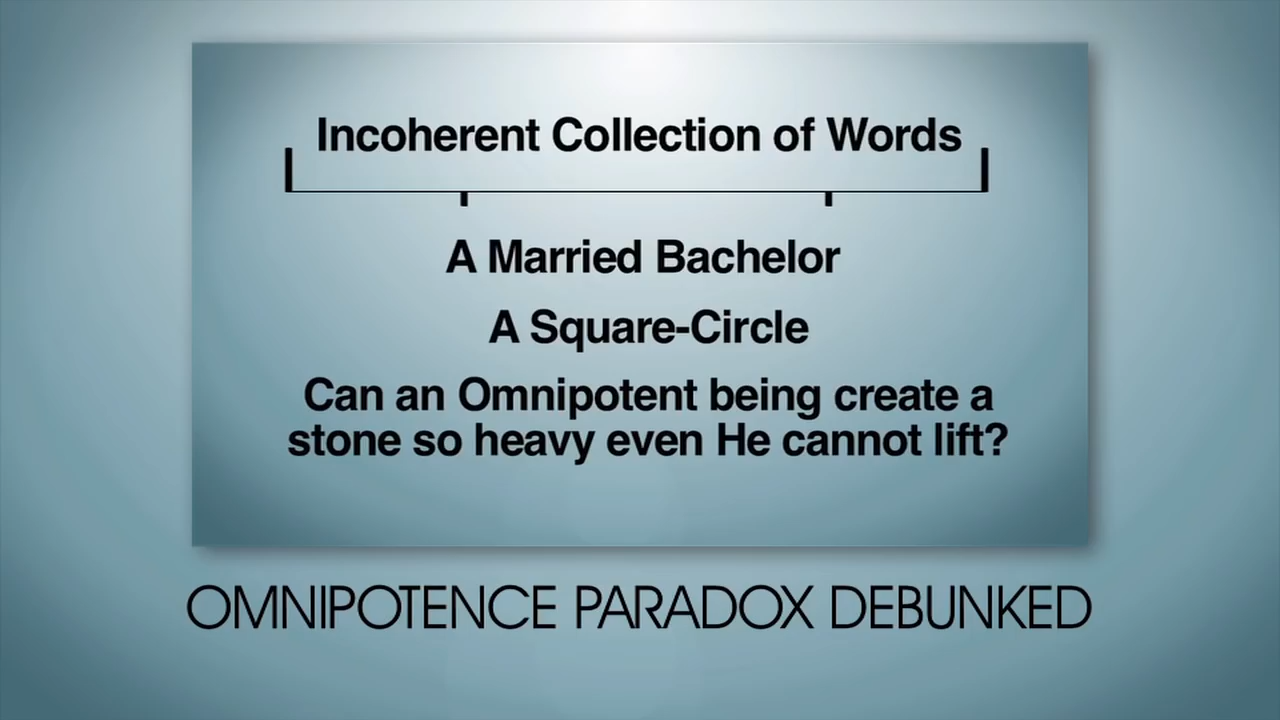 Incoherent Collection of Words
A Married Bachelor
A Square-Circle
Can an Omnipotent being create a
stone so heavy even He cannot lift?
OMNIPOTENCE PARADOX DEBUNKED